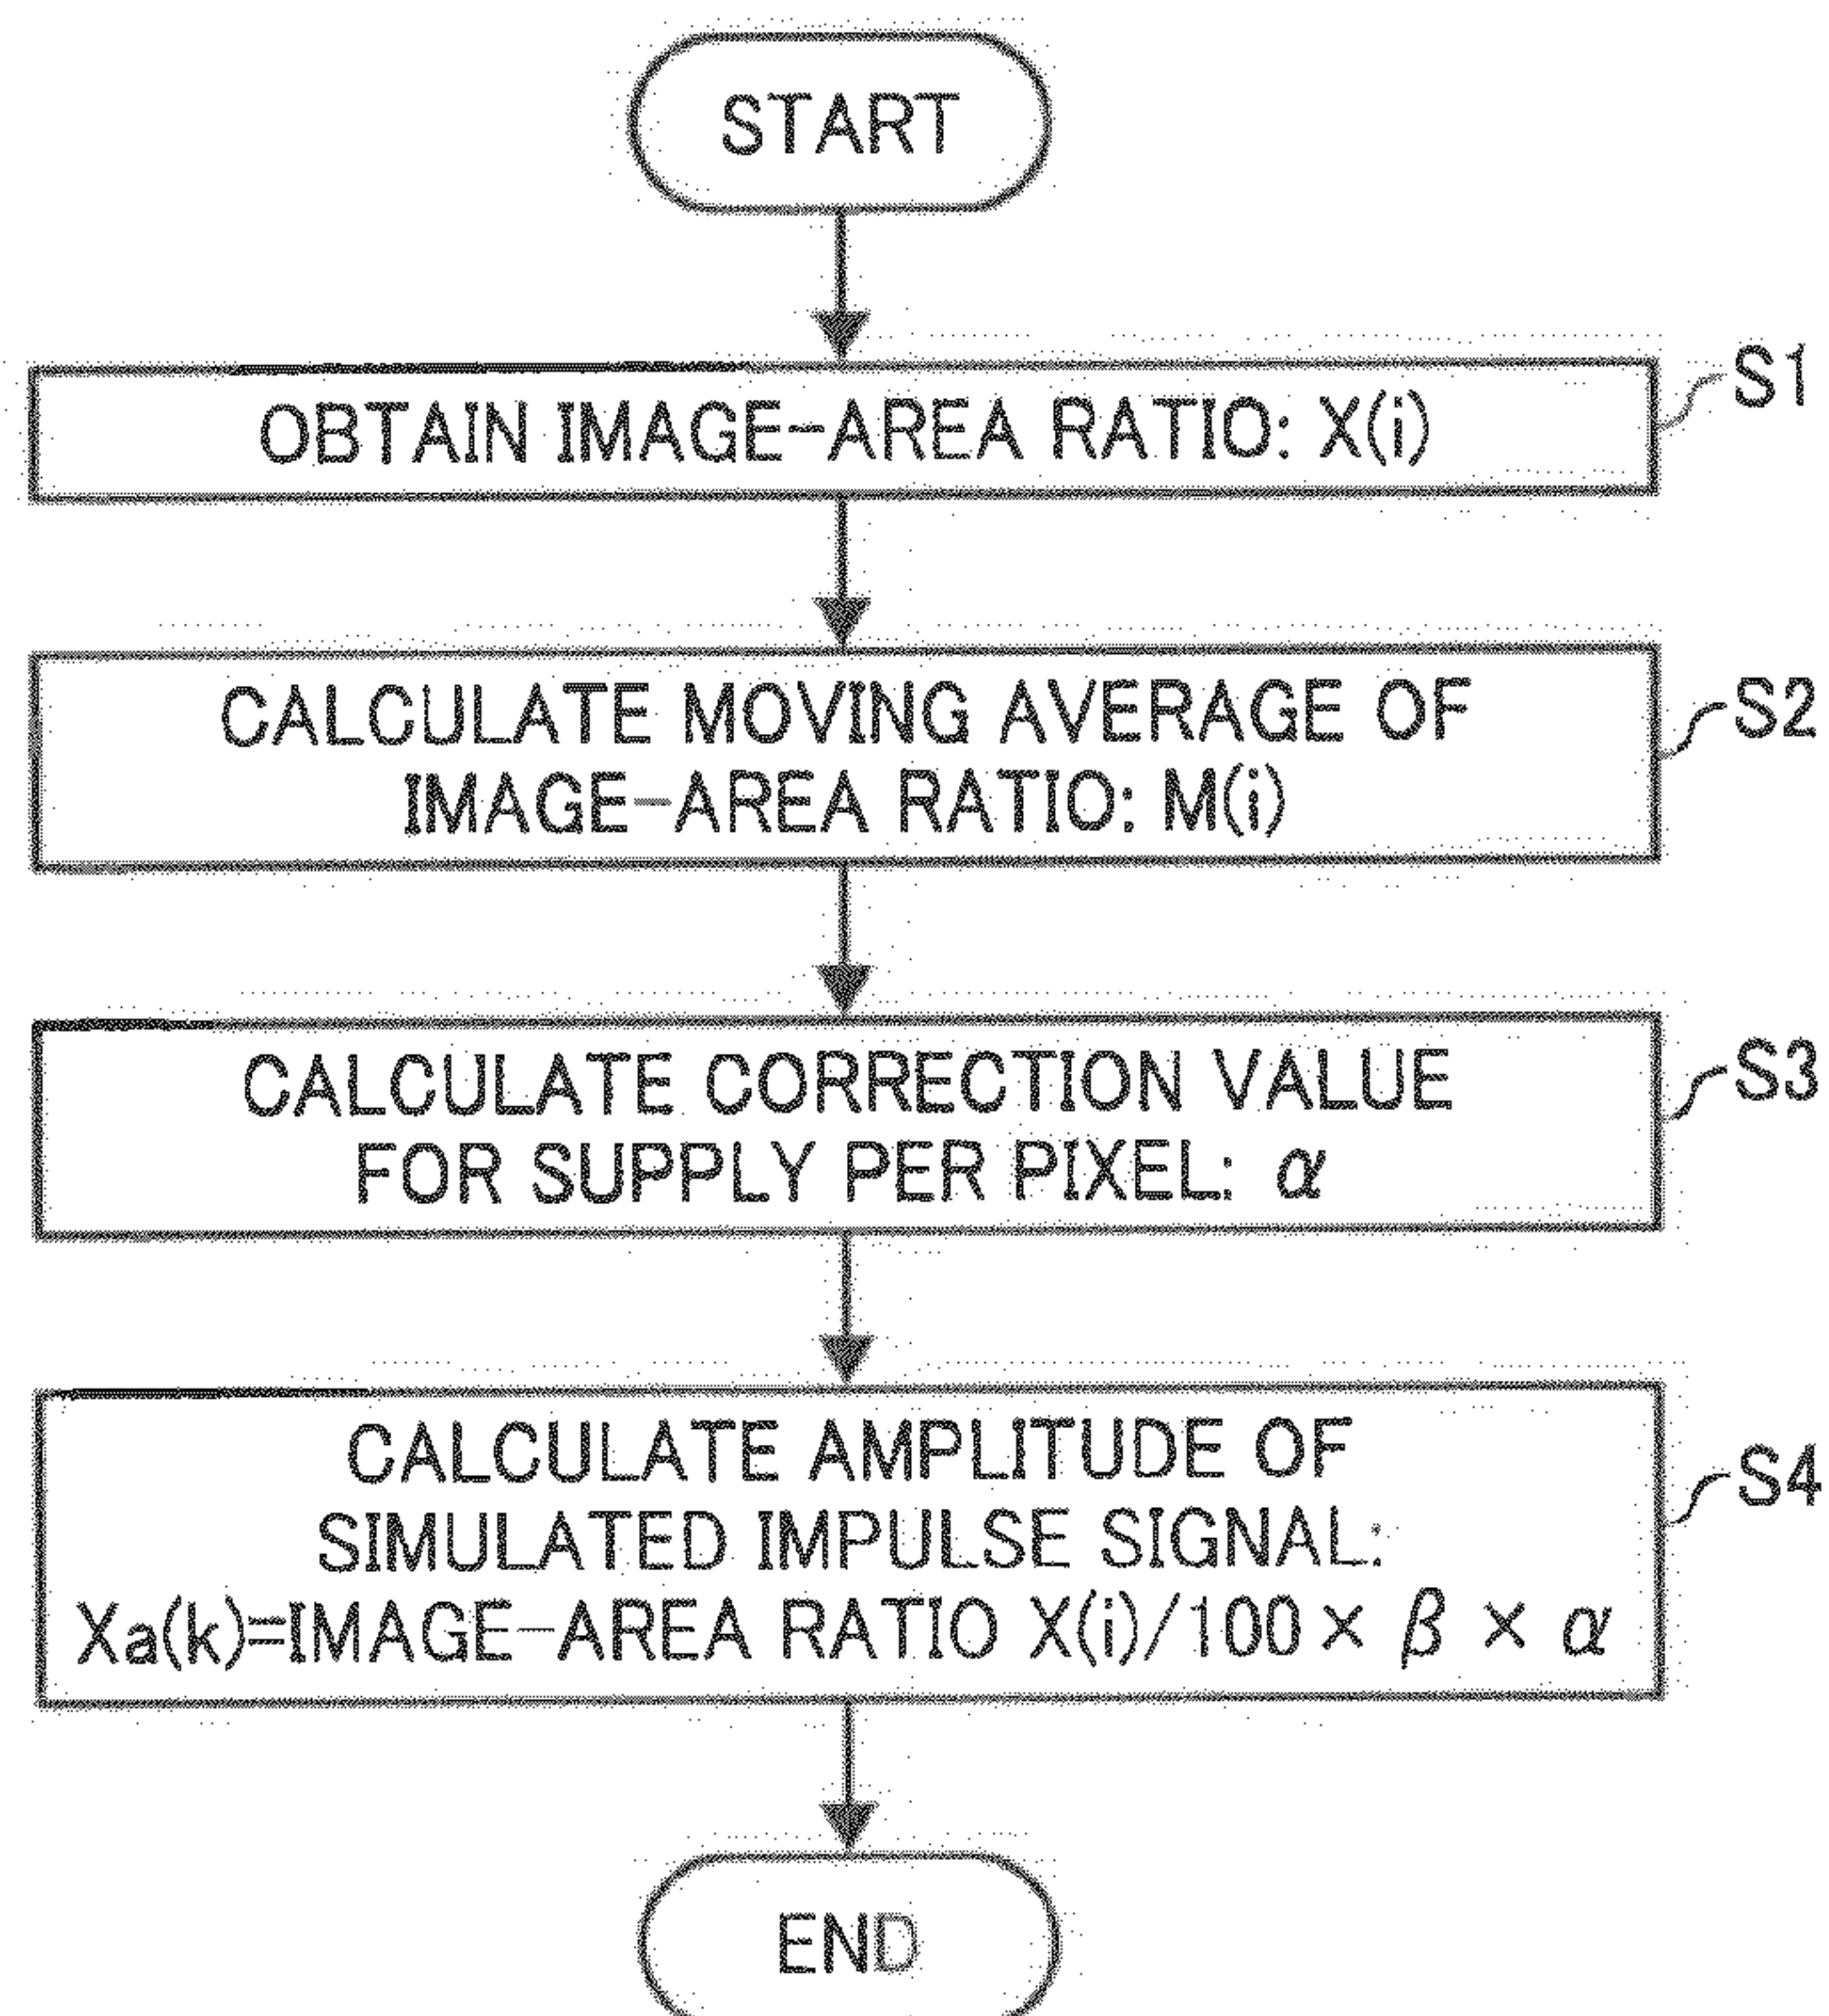 START
OBTAIN IMAGE-AREA RATIO: X(i)
S1
CALCULATE MOVING AVERAGE OF
IMAGE-AREA RATIO: M(i)
S2
CALCULATE CORRECTION VALUE
FOR SUPPLY PER PIXEL: α
S3
CALCULATE AMPLITUDE OF
SIMULATED IMPULSE SIGNAL:
Xa(k)=IMAGE-AREA RATIO X(i)/100 × β × α
S4
END